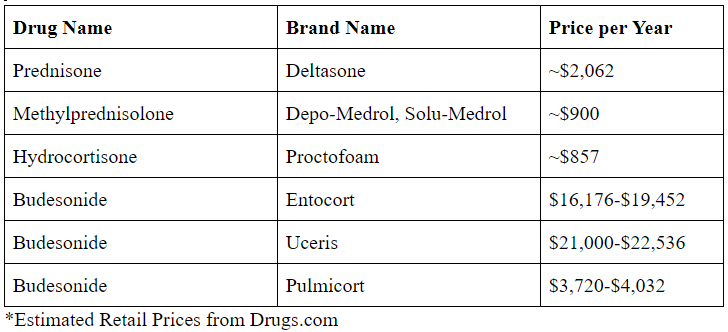 Drug Name Brand Name Price per Year
Prednisone Deltasone ~$2,062
Methylprednisolone Depo-Medrol, Solu-Medrol ~$900
Hydrocortisone Proctofoam ~$857
Budesonide Entocort $16,176-$19,452
Budesonide Uceris $21,000-$22,536
Budesonide Pulmicort $3,720-$4,032
*Estimated Retail Prices from Drugs.com